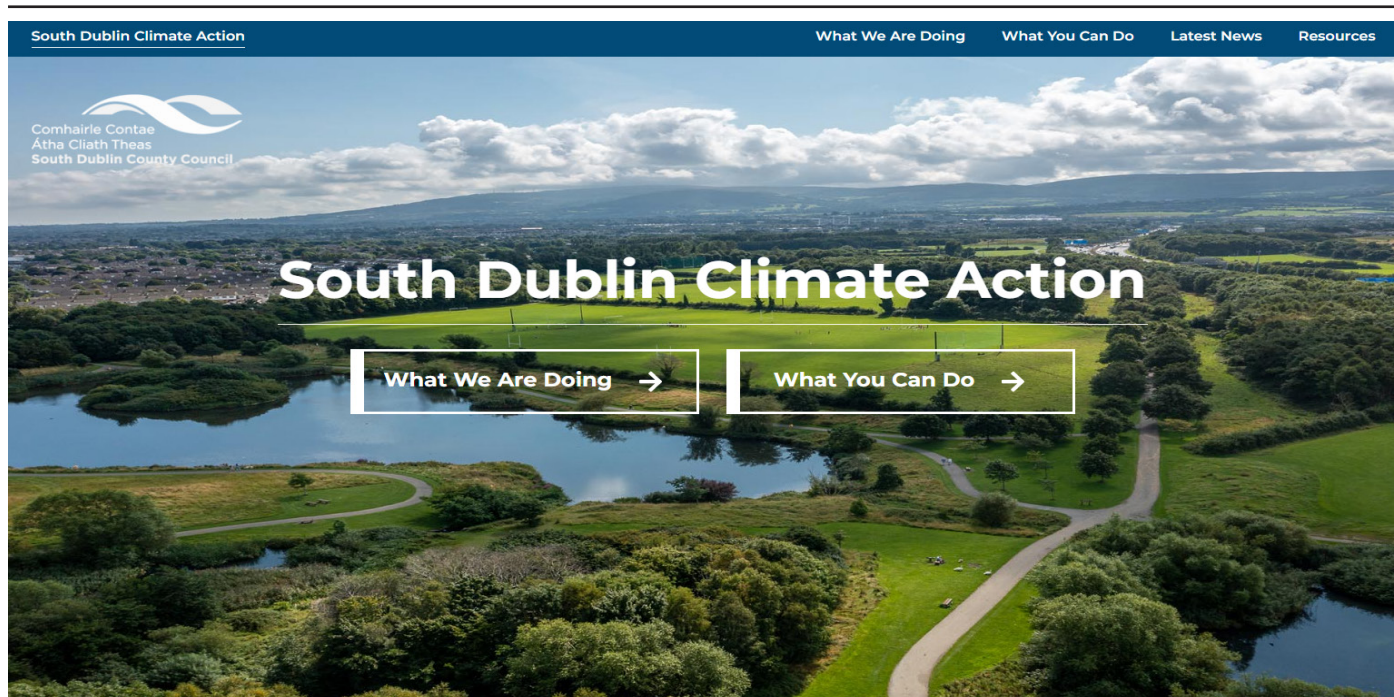 South Dublin Climate Action
What We Are Doing
What You Can Do
Latest News
Resources
Comhairle Contae
Átha Cliath Theas
South Dublin County Council
South Dublin Climate Action
What We Are Doing →
What You Can Do →